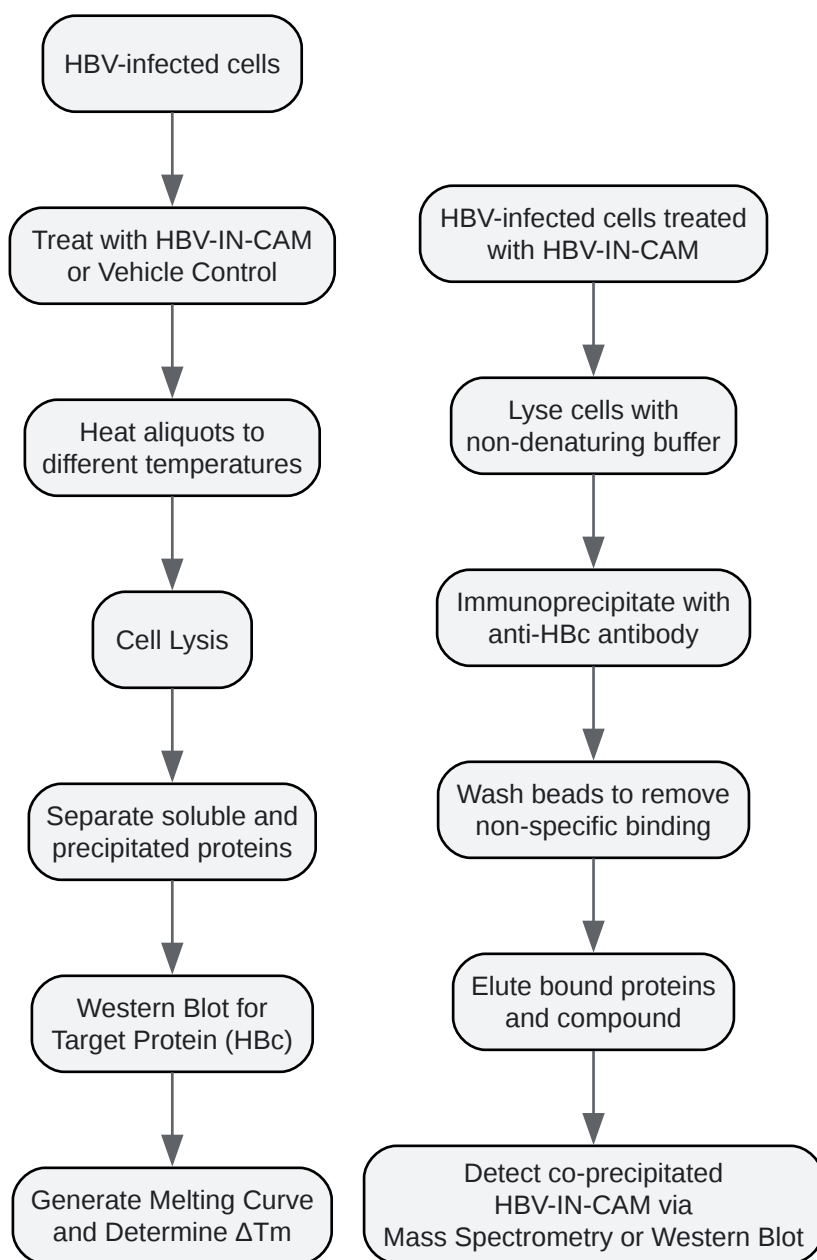 HBV-infected cells
Treat with HBV-IN-CAM
or Vehicle Control
Heat aliquots to
different temperatures
Cell Lysis
Separate soluble and
precipitated proteins
Western Blot for
Target Protein (HBc)
Generate Melting Curve
and Determine ΔTm
HBV-infected cells treated
with HBV-IN-CAM
Lyse cells with
non-denaturing buffer
Immunoprecipitate with
anti-HBc antibody
Wash beads to remove
non-specific binding
Elute bound proteins
and compound
Detect co-precipitated
HBV-IN-CAM via
Mass Spectrometry or Western Blot